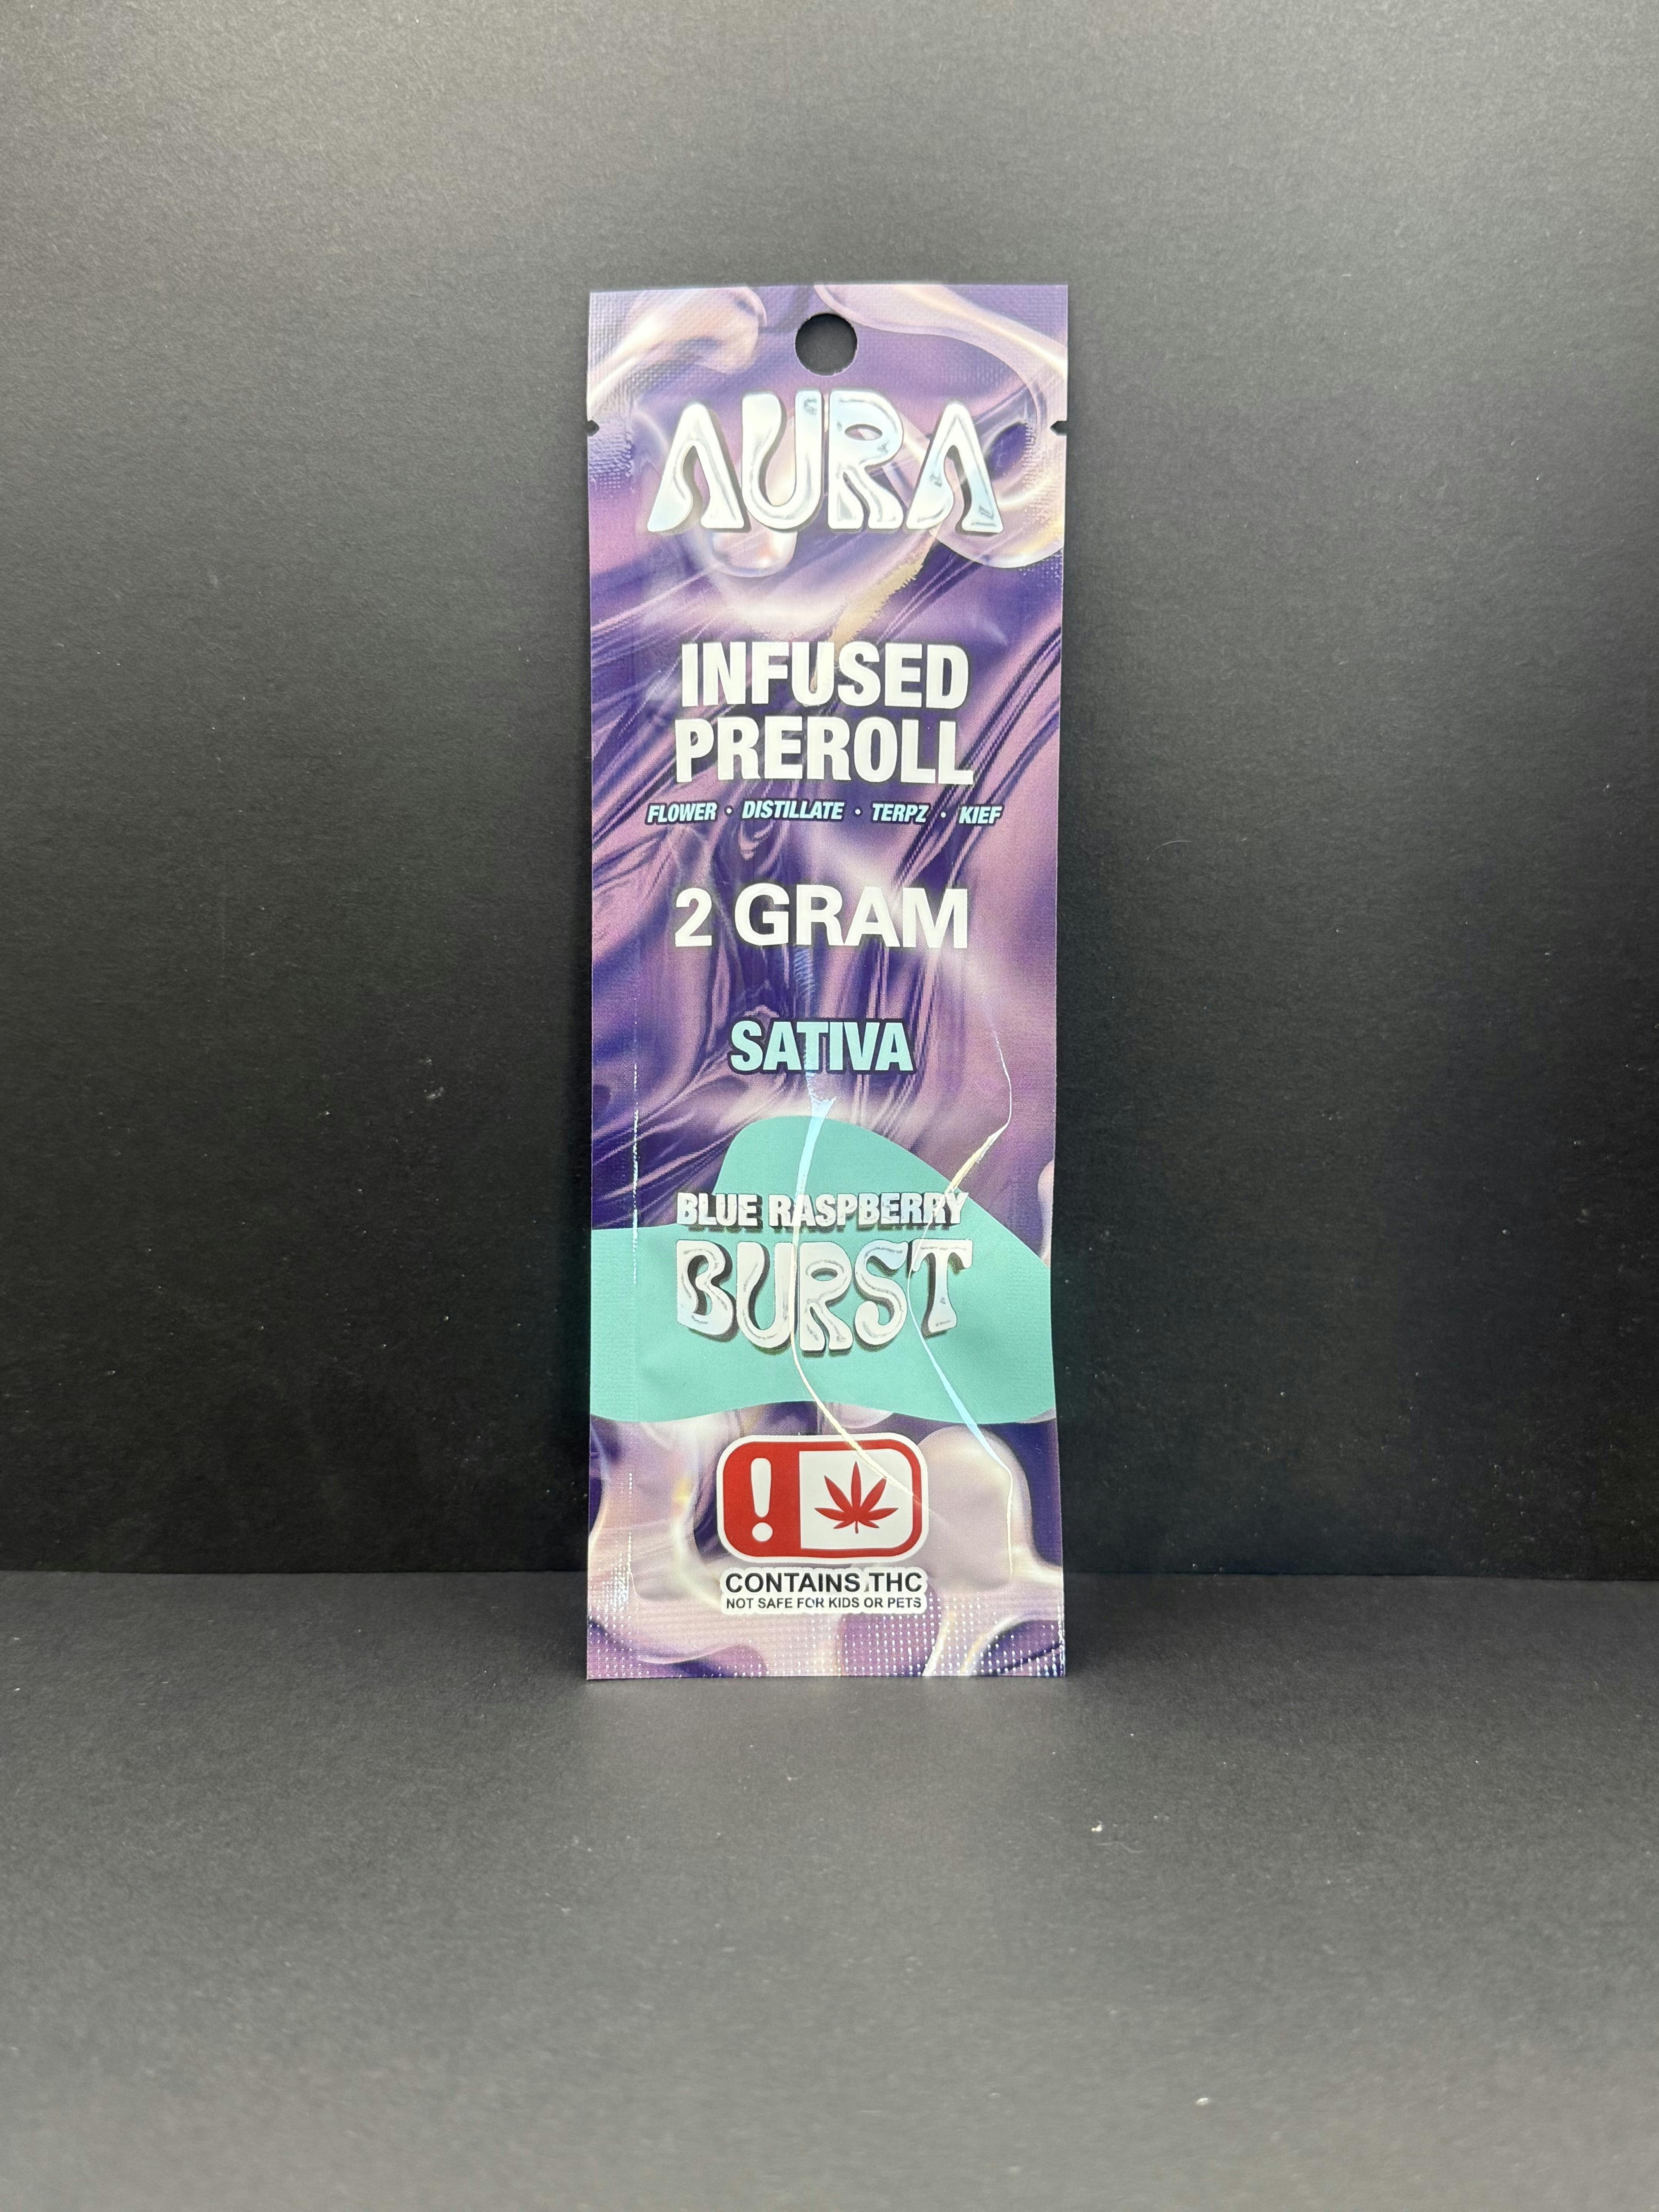 AURA
INFUSED
PREROLL
FLOWER · DISTILLATE · TERPZ · KIEF
2 GRAM
SATIVA
BLUE RASPBERRY
BURST
!
CONTAINS THC
NOT SAFE FOR KIDS OR PETS